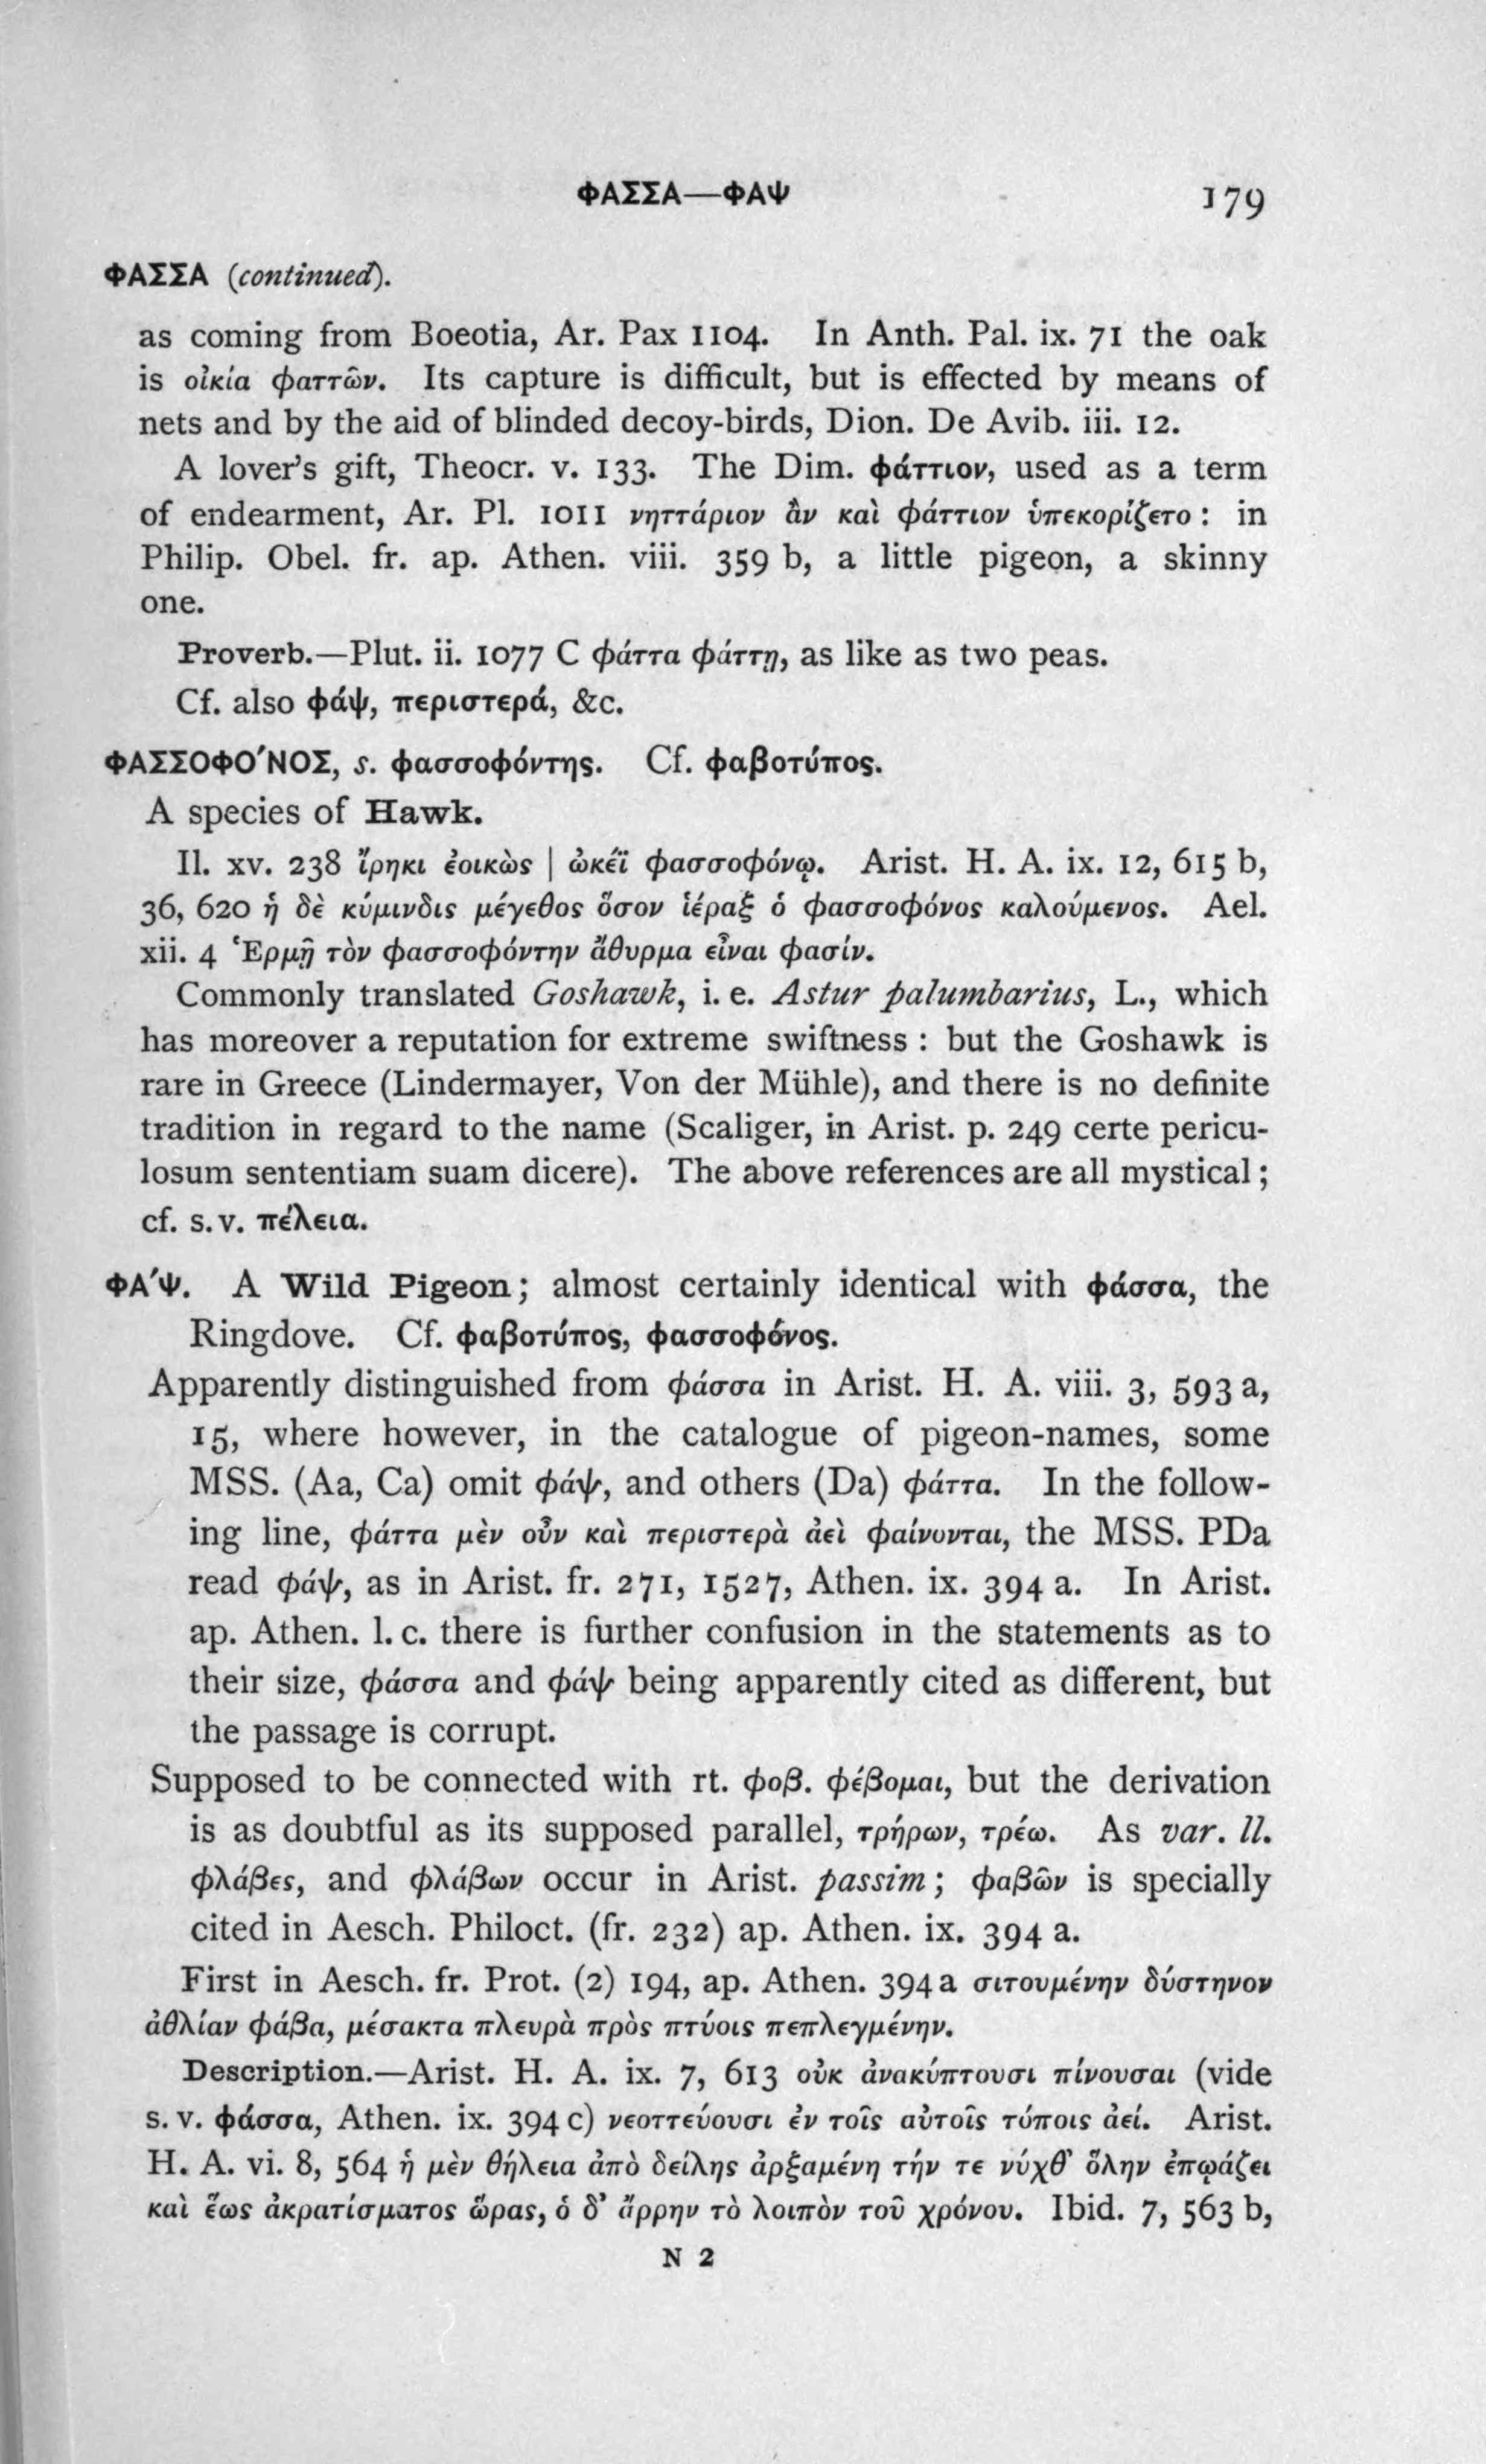 ΦΑΣΣΑ—ΦΑΨ 179
ΦΑΣΣΑ (continued).
as coming from Boeotia, Ar. Pax 1104. In Anth. Pal. ix. 71 the oak
is οἰκία φαττῶν. Its capture is difficult, but is effected by means of
nets and by the aid of blinded decoy-birds, Dion. De Avib. iii. 12.
A lover's gift, Theocr. v. 133. The Dim. φάττιον, used as a term
of endearment, Ar. Pl. 1011 νηττάριον ἂν καὶ φάττιον ὑπεκορίζετο : in
Philip. Obel. fr. ap. Athen. viii. 359 b, a little pigeon, a skinny
one.
Proverb.—Plut. ii. 1077 C φάττα φάττῃ, as like as two peas.
Cf. also φάψ, περιστερά, &c.
ΦΑΣΣΟΦΟ´ΝΟΣ, s. φασσοφόντης. Cf. φαβοτύπος.
A species of Hawk.
Il. xv. 238 ἴρηκι ἐοικὼς | ὠκέϊ φασσοφόνῳ. Arist. H. A. ix. 12, 615 b,
36, 620 ἡ δὲ κύμινδις μέγεθος ὅσον ἱέραξ ὁ φασσοφόνος καλούμενος. Ael.
xii. 4 Ἑρμῇ τὸν φασσοφόντην ἄθυρμα εἶναι φασίν.
Commonly translated Goshawk, i. e. Astur palumbarius, L., which
has moreover a reputation for extreme swiftness : but the Goshawk is
rare in Greece (Lindermayer, Von der Mühle), and there is no definite
tradition in regard to the name (Scaliger, in Arist. p. 249 certe pericu-
losum sententiam suam dicere). The above references are all mystical ;
cf. s. v. πέλεια.
ΦΑ´Ψ. A Wild Pigeon ; almost certainly identical with φάσσα, the
Ringdove. Cf. φαβοτύπος, φασσοφόνος.
Apparently distinguished from φάσσα in Arist. H. A. viii. 3, 593 a,
15, where however, in the catalogue of pigeon-names, some
MSS. (Aa, Ca) omit φάψ, and others (Da) φάττα. In the follow-
ing line, φάττα μὲν οὖν καὶ περιστερὰ ἀεὶ φαίνονται, the MSS. PDa
read φάψ, as in Arist. fr. 271, 1527, Athen. ix. 394 a. In Arist.
ap. Athen. l. c. there is further confusion in the statements as to
their size, φάσσα and φάψ being apparently cited as different, but
the passage is corrupt.
Supposed to be connected with rt. φοβ. φέβομαι, but the derivation
is as doubtful as its supposed parallel, τρήρων, τρέω. As var. ll.
φλάβες, and φλάβων occur in Arist. passim ; φαβῶν is specially
cited in Aesch. Philoct. (fr. 232) ap. Athen. ix. 394 a.
First in Aesch. fr. Prot. (2) 194, ap. Athen. 394 a σιτουμένην δύστηνον
ἀθλίαν φάβα, μέσακτα πλευρὰ πρὸς πτύοις πεπλεγμένην.
Description.—Arist. H. A. ix. 7, 613 οὐκ ἀνακύπτουσι πίνουσαι (vide
s. v. φάσσα, Athen. ix. 394 c) νεοττεύουσι ἐν τοῖς αὐτοῖς τόποις ἀεί. Arist.
H. A. vi. 8, 564 ἡ μὲν θήλεια ἀπὸ δείλης ἀρξαμένη τήν τε νύχθ' ὅλην ἐπῳάζει
καὶ ἕως ἀκρατίσματος ὥρας, ὁ δ' ἄρρην τὸ λοιπὸν τοῦ χρόνου. Ibid. 7, 563 b,
N 2